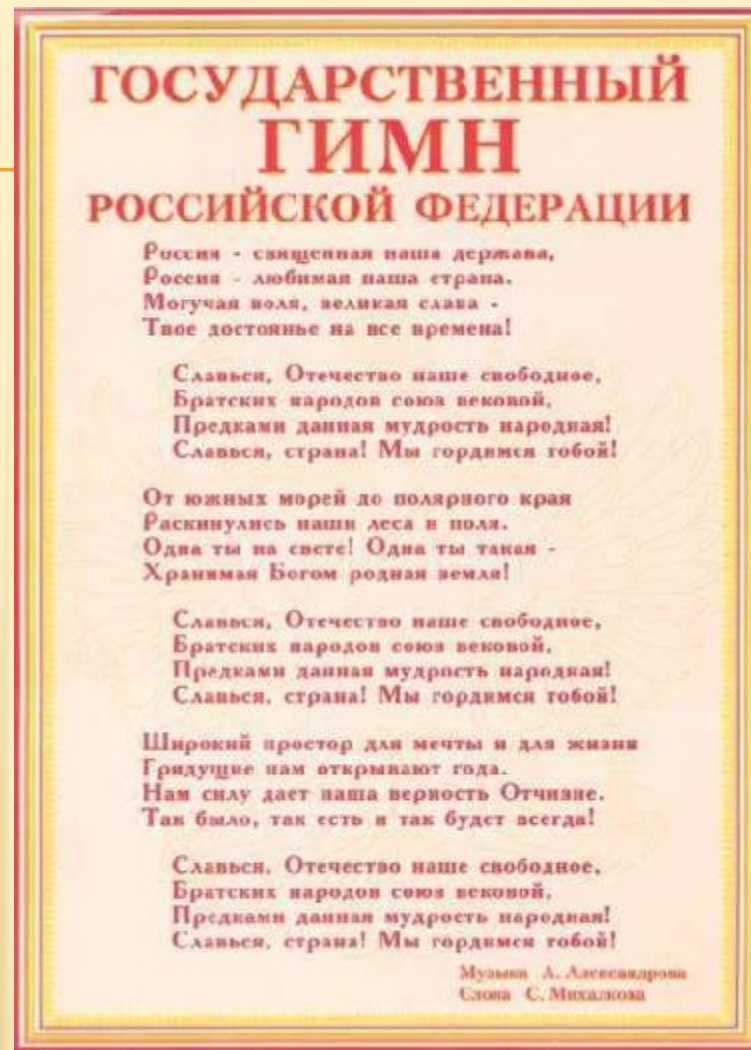 ГОСУДАРСТВЕННЫЙ
ГИМН
РОССИЙСКОЙ ФЕДЕРАЦИИ
Россия - священная наша держава,
Россия - любимая наша страна.
Могучая воля, великая слава -
Твое достоянье на все времена!
Славься, Отечество наше свободное,
Братских народов союз вековой,
Предками данная мудрость народная!
Славься, страна! Мы гордимся тобой!
От южных морей до полярного края
Раскинулись наши леса и поля.
Одна ты на свете! Одна ты такая -
Хранимая Богом родная земля!
Славься, Отечество наше свободное,
Братских народов союз вековой,
Предками данная мудрость народная!
Славься, страна! Мы гордимся тобой!
Широкий простор для мечты и для жизни
Грядущие нам открывают года.
Нам силу дает наша верность Отчизне.
Так было, так есть и так будет всегда!
Славься, Отечество наше свободное,
Братских народов союз вековой,
Предками данная мудрость народная!
Славься, страна! Мы гордимся тобой!
Музыка А. Александрова
Слова С. Михалкова